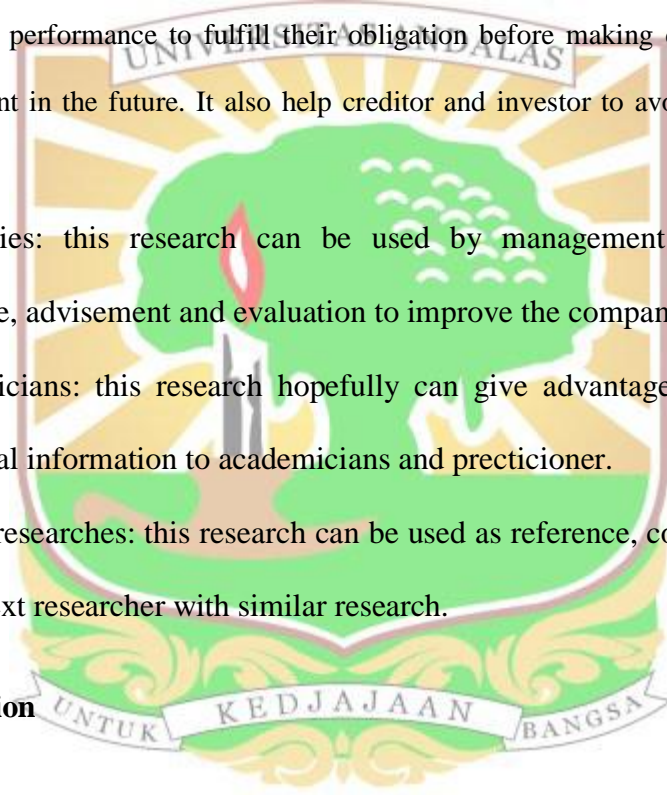 performance to fulfill their obligation before making
UNIVERSITAS ANDALAS
nt in the future. It also help creditor and investor to avo
ies: this research can be used by management
e, advisement and evaluation to improve the compan
icians: this research hopefully can give advantage
al information to academicians and precticioner.
researches: this research can be used as reference, co
ext researcher with similar research.
ion
UNTUK KEDJAJAAN BANGSA